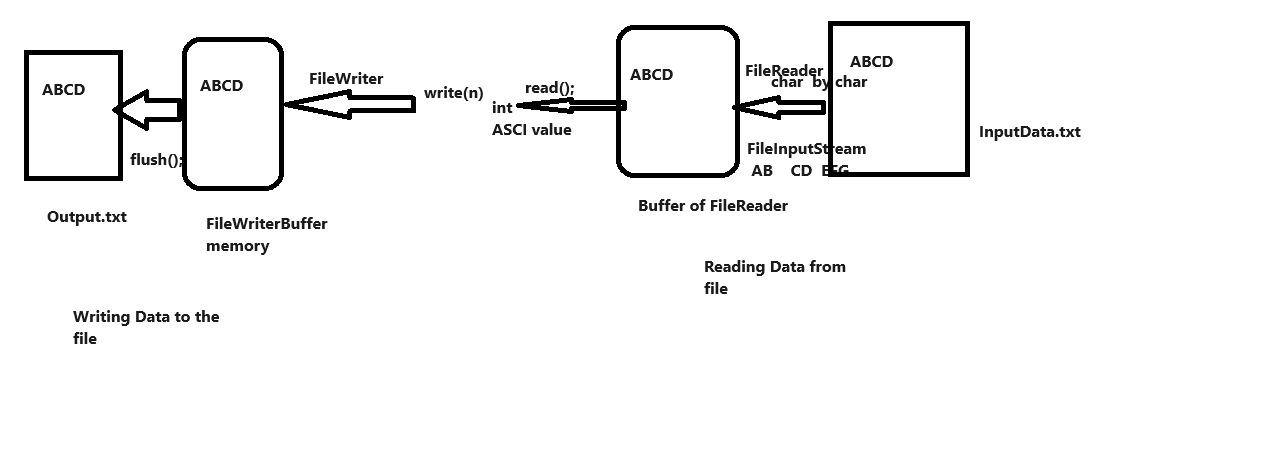 ABCD
flush();
Output.txt
ABCD
FileWriterBuffer
memory
Writing Data to the
file
FileWriter
write(n)
read();
int
ASCI value
ABCD
Buffer of FileReader
FileReader
char by char
FileInputStream
AB CD EFG
ABCD
InputData.txt
Reading Data from
file